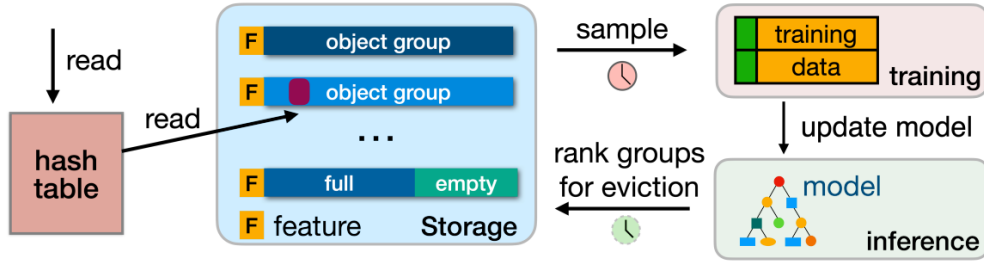 read
hash
table
read
F object group
F object group
...
F full empty
F feature Storage
sample
rank groups
for eviction
training
data
training
update model
model
inference